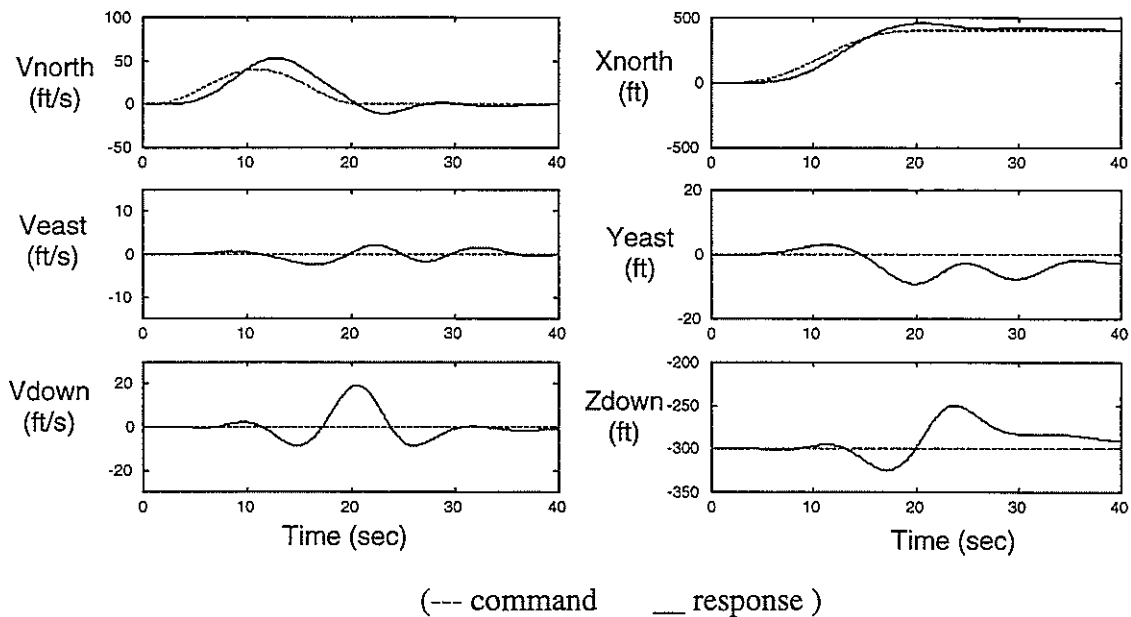 Vnorth
(ft/s)
100
50
0
-50
0 10 20 30 40
Xnorth
(ft)
500
0
-500
0 10 20 30 40
Veast
(ft/s)
10
0
-10
0 10 20 30 40
Yeast
(ft)
20
0
-20
0 10 20 30 40
Vdown
(ft/s)
20
0
-20
0 10 20 30 40
Time (sec)
Zdown
(ft)
-200
-250
-300
-350
0 10 20 30 40
Time (sec)
(--- command __ response )